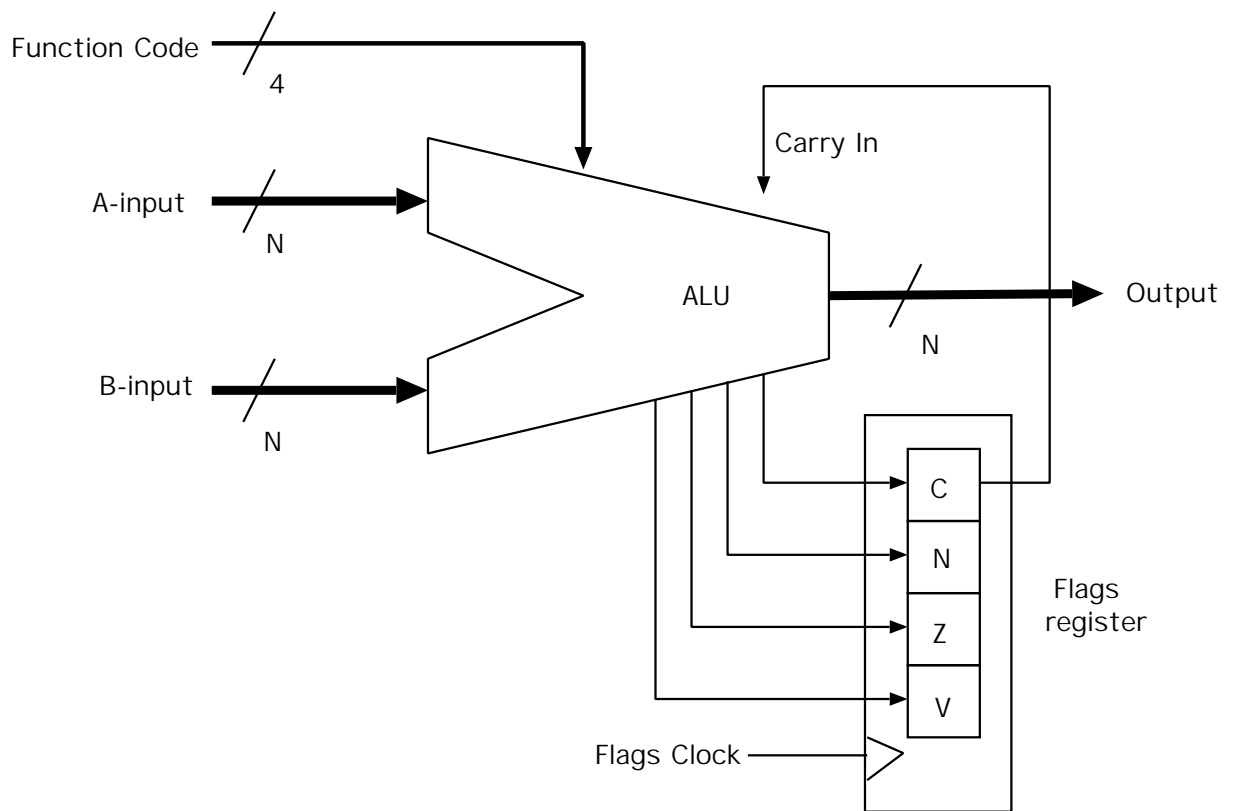 Function Code
4
Carry In
A-input
N
ALU
Output
N
B-input
N
C
N
Flags
register
Z
V
Flags Clock